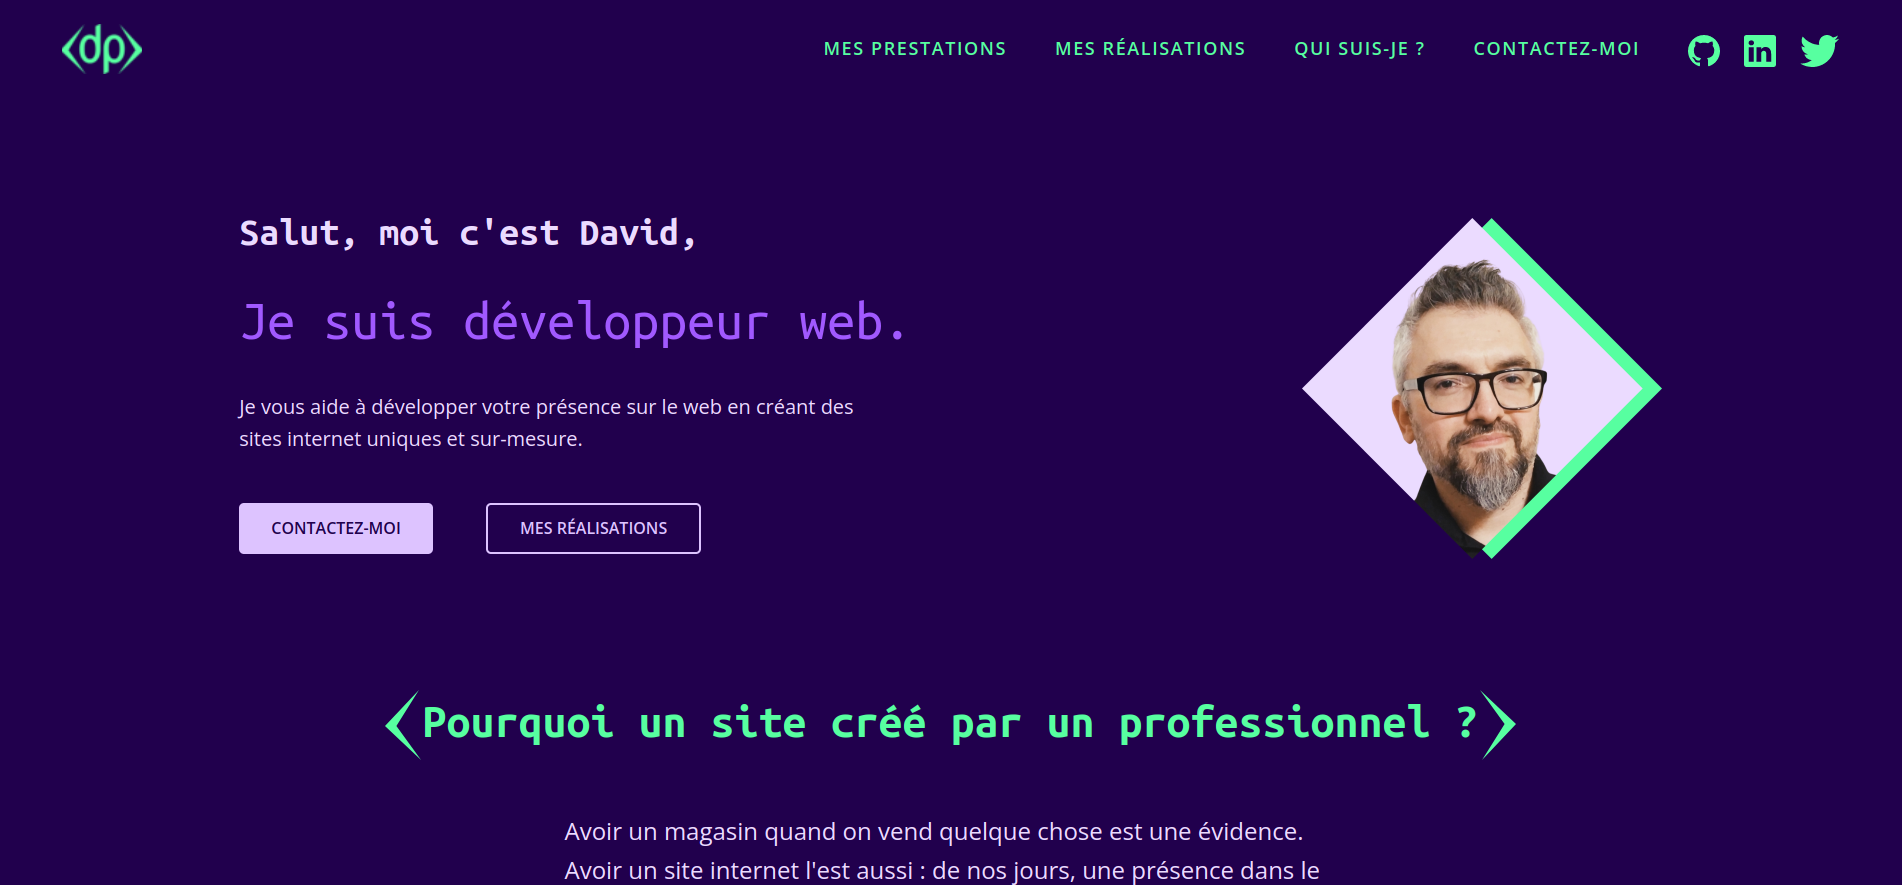 <dp>
MES PRESTATIONS
MES RÉALISATIONS
QUI SUIS-JE ?
CONTACTEZ-MOI
in
Salut, moi c'est David,
Je suis développeur web.
Je vous aide à développer votre présence sur le web en créant des
sites internet uniques et sur-mesure.
CONTACTEZ-MOI
MES RÉALISATIONS
<Pourquoi un site créé par un professionnel ?>
Avoir un magasin quand on vend quelque chose est une évidence.
Avoir un site internet l'est aussi : de nos jours, une présence dans le